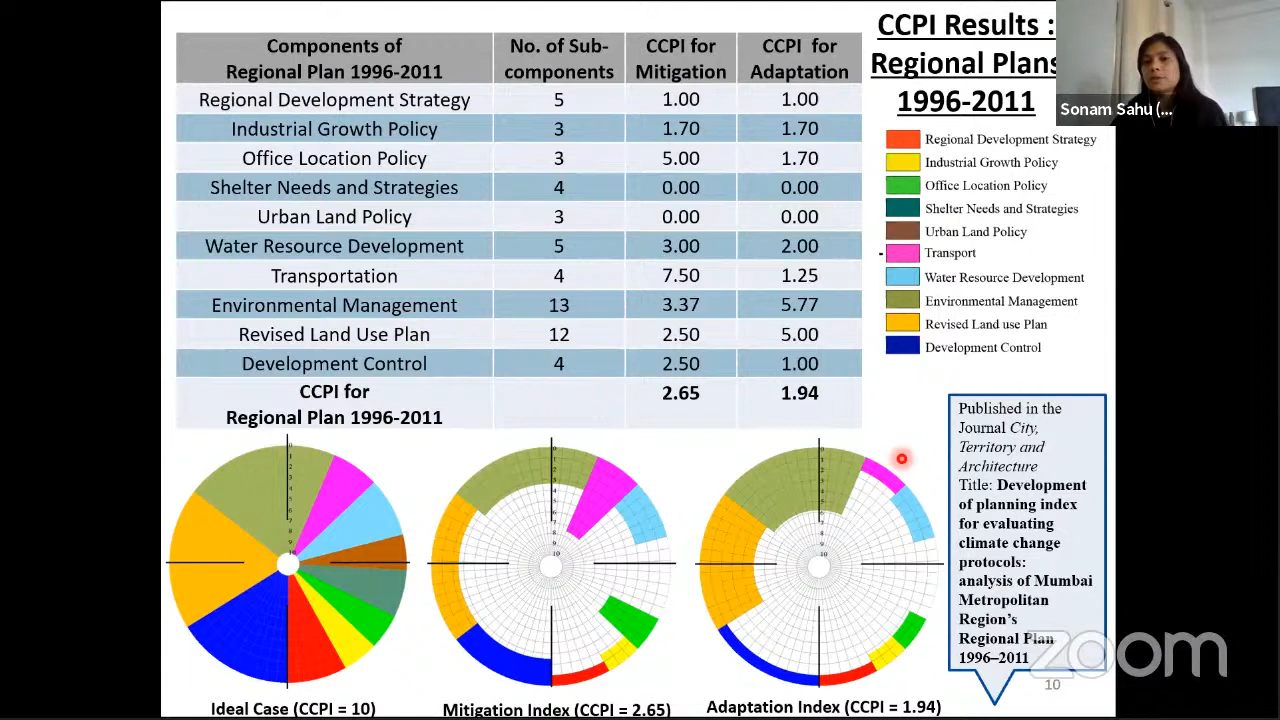 CCPI Results :
Regional Plans
1996-2011
Sonam Sahu (...
Components of
Regional Plan 1996-2011
No. of Sub-
components
CCPI for
Mitigation
CCPI for
Adaptation
Regional Development Strategy 5 1.00 1.00
Industrial Growth Policy 3 1.70 1.70
Office Location Policy 3 5.00 1.70
Shelter Needs and Strategies 4 0.00 0.00
Urban Land Policy 3 0.00 0.00
Water Resource Development 5 3.00 2.00
Transportation 4 7.50 1.25
Environmental Management 13 3.37 5.77
Revised Land Use Plan 12 2.50 5.00
Development Control 4 2.50 1.00
CCPI for
Regional Plan 1996-2011
2.65 1.94
Regional Development Strategy
Industrial Growth Policy
Office Location Policy
Shelter Needs and Strategies
Urban Land Policy
Transport
Water Resource Development
Environmental Management
Revised Land use Plan
Development Control
Published in the
Journal City,
Territory and
Architecture
Title: Development
of planning index
for evaluating
climate change
protocols:
analysis of Mumbai
Metropolitan
Region's
Regional Plan
1996–2011
zoom
10
Ideal Case (CCPI = 10)
Mitigation Index (CCPI = 2.65)
Adaptation Index (CCPI = 1.94)